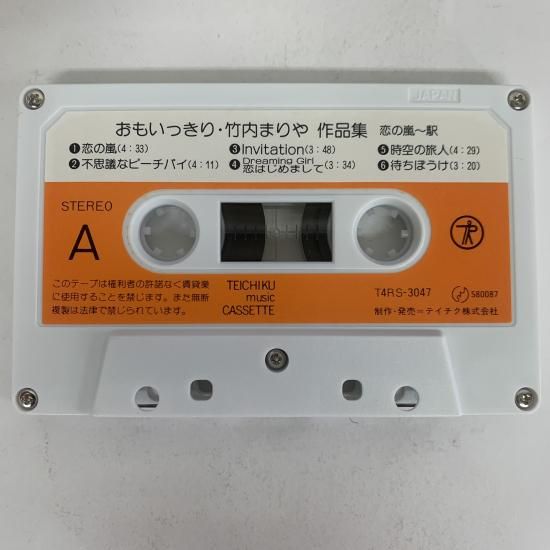 JAPAN
おもいっきり・竹内まりや 作品集 恋の嵐〜駅
❶恋の嵐(4:33)
❷不思議なピーチパイ(4:11)
❸Invitation(3:48)
Dreaming Girl
❹恋はじめまして(3:34)
❺時空の旅人(4:29)
❻待ちぼうけ(3:20)
STEREO
A
このテープは権利者の許諾なく賃貸業
に使用することを禁じます。また無断
複製は法律で禁じられています。
TEICHIKU
music
CASSETTE
T4RS-3047
580087
制作・発売=テイチク株式会社